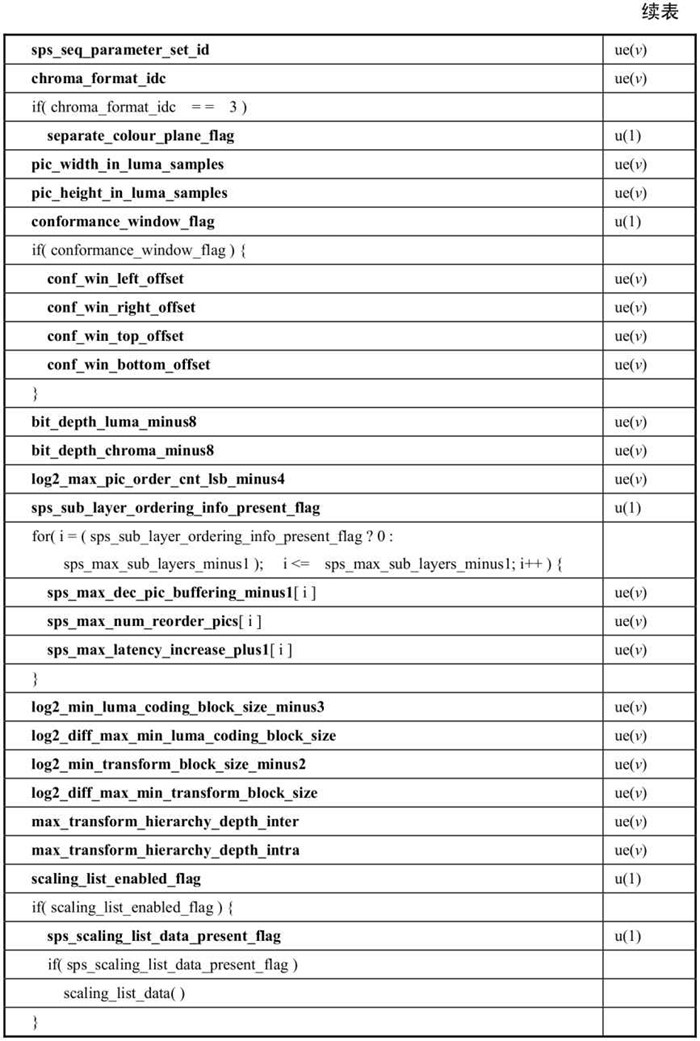 续表
sps_seq_parameter_set_id ue(v)
chroma_format_idc ue(v)
if( chroma_format_idc = = 3 )
separate_colour_plane_flag u(1)
pic_width_in_luma_samples ue(v)
pic_height_in_luma_samples ue(v)
conformance_window_flag u(1)
if( conformance_window_flag ) {
conf_win_left_offset ue(v)
conf_win_right_offset ue(v)
conf_win_top_offset ue(v)
conf_win_bottom_offset ue(v)
}
bit_depth_luma_minus8 ue(v)
bit_depth_chroma_minus8 ue(v)
log2_max_pic_order_cnt_lsb_minus4 ue(v)
sps_sub_layer_ordering_info_present_flag u(1)
for( i = ( sps_sub_layer_ordering_info_present_flag ? 0 :
sps_max_sub_layers_minus1 ); i <= sps_max_sub_layers_minus1; i++ ) {
sps_max_dec_pic_buffering_minus1[ i ] ue(v)
sps_max_num_reorder_pics[ i ] ue(v)
sps_max_latency_increase_plus1[ i ] ue(v)
}
log2_min_luma_coding_block_size_minus3 ue(v)
log2_diff_max_min_luma_coding_block_size ue(v)
log2_min_transform_block_size_minus2 ue(v)
log2_diff_max_min_transform_block_size ue(v)
max_transform_hierarchy_depth_inter ue(v)
max_transform_hierarchy_depth_intra ue(v)
scaling_list_enabled_flag u(1)
if( scaling_list_enabled_flag ) {
sps_scaling_list_data_present_flag u(1)
if( sps_scaling_list_data_present_flag )
scaling_list_data( )
}